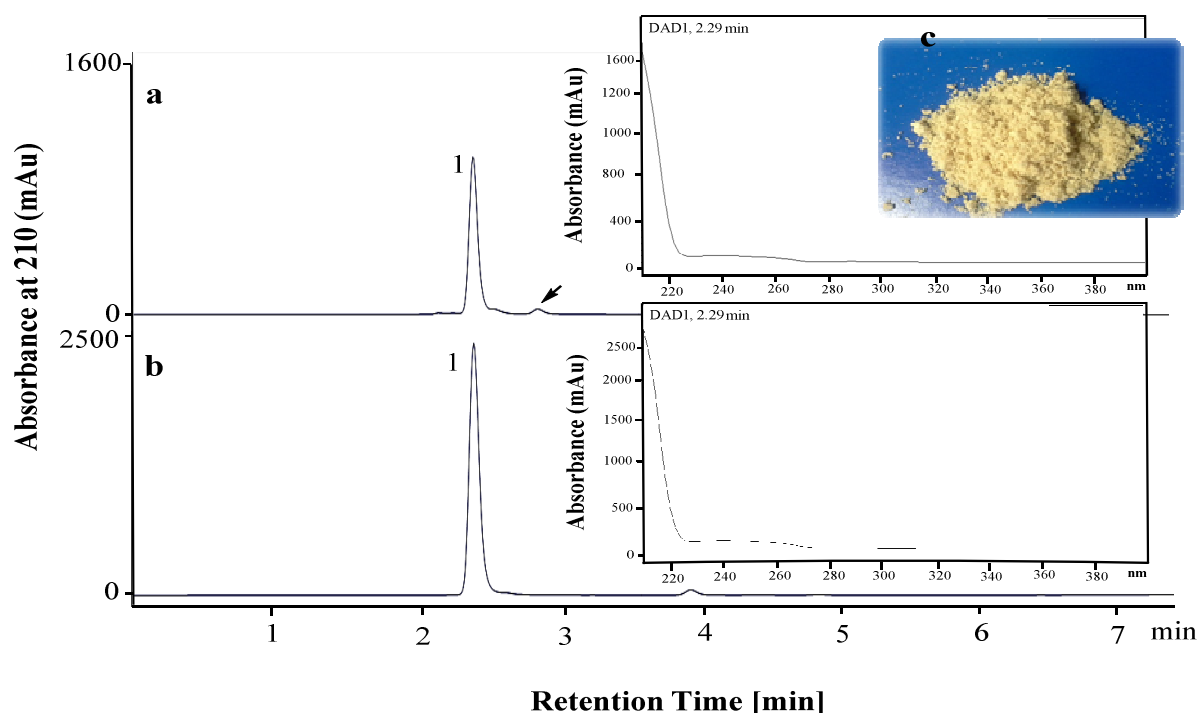 Absorbance at 210 (mAu)
1600
a
1
0
2500
b
1
0
1 2 3 4 5 6 7 min
Retention Time [min]
DAD1, 2.29 min
Absorbance (mAu)
1600
1200
1000
800
400
0
220 240 260 280 300 320 340 360 380 nm
c
DAD1, 2.29 min
Absorbance (mAu)
2500
2000
1500
1000
500
0
220 240 260 280 300 320 340 360 380 nm